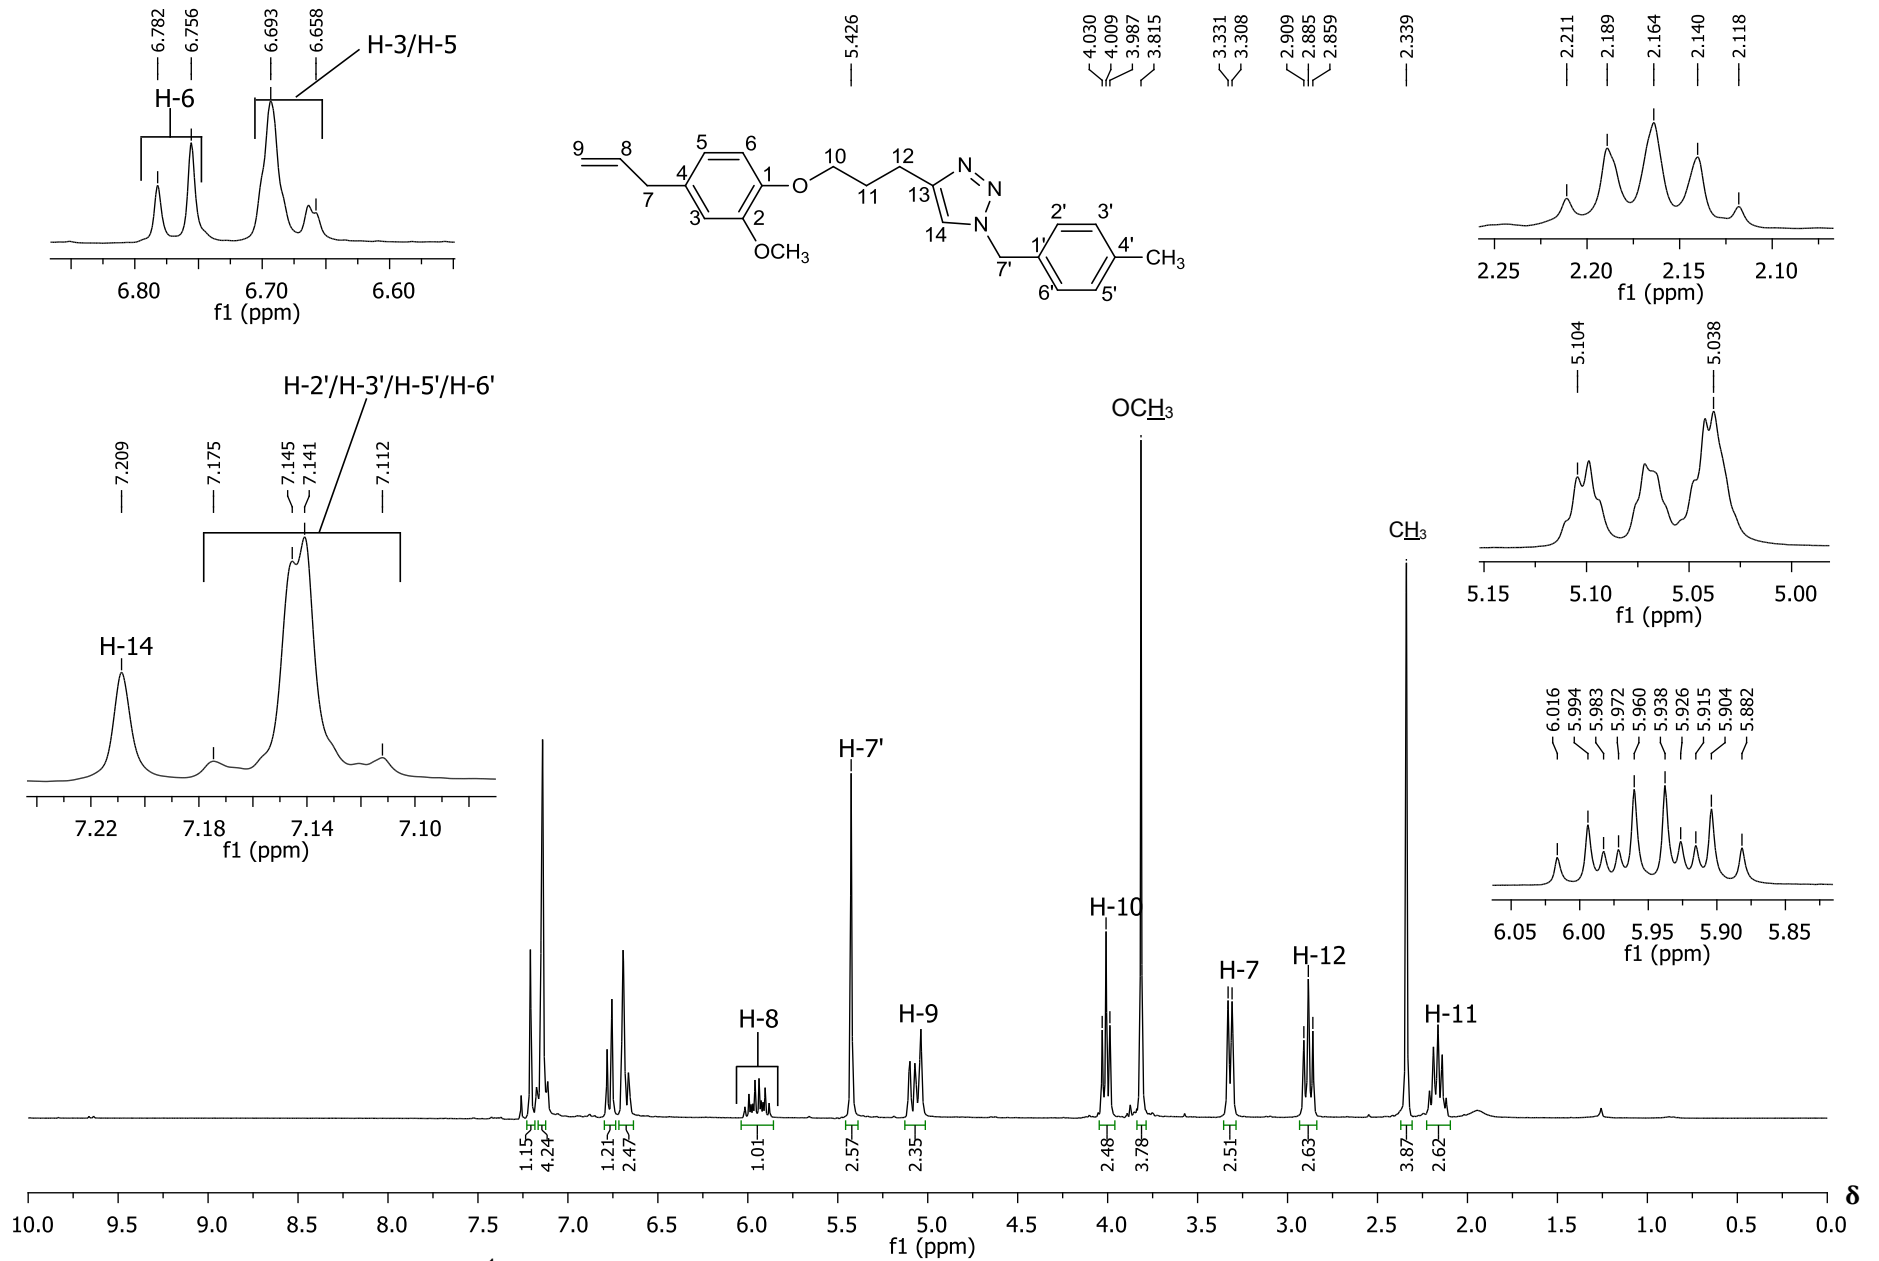 6.782
6.756
6.693
6.658
H-3/H-5
H-6
6.80 6.70 6.60
f1 (ppm)
5.426
4.030
4.009
3.987
3.815
3.331
3.308
2.909
2.885
2.859
2.339
2.211
2.189
2.164
2.140
2.118
2.25 2.20 2.15 2.10
f1 (ppm)
9 8 7 4 5 6 3 2 1 O OCH3
10 11 12 13 14 N N N
7' 1' 2' 3' 4' 5' 6' CH3
5.104
5.038
5.15 5.10 5.05 5.00
f1 (ppm)
H-2'/H-3'/H-5'/H-6'
7.209
7.175
7.145
7.141
7.112
H-14
7.22 7.18 7.14 7.10
f1 (ppm)
6.016
5.994
5.983
5.972
5.960
5.938
5.926
5.915
5.904
5.882
6.05 6.00 5.95 5.90 5.85
f1 (ppm)
OCH3
CH3
H-7'
H-10
H-7
H-12
H-8
H-9
H-11
1.15
4.24
1.21
2.47
1.01
2.57
2.35
2.48
3.78
2.51
2.63
3.87
2.62
10.0 9.5 9.0 8.5 8.0 7.5 7.0 6.5 6.0 5.5 5.0 4.5 4.0 3.5 3.0 2.5 2.0 1.5 1.0 0.5 0.0
δ
f1 (ppm)